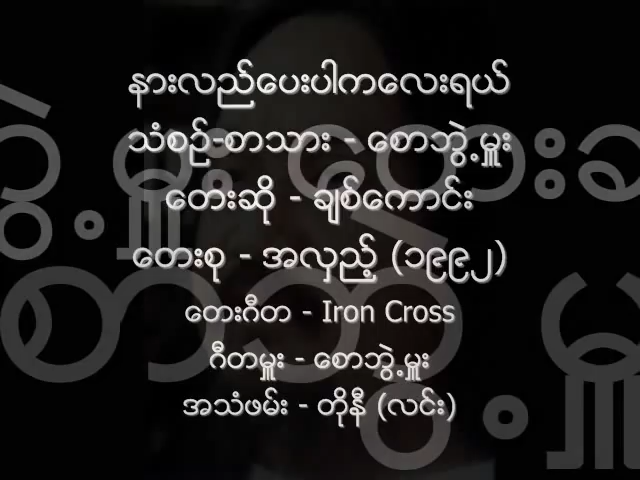 နားလည်ပေးပါကလေးရယ်
သံစဉ်-စာသား - စောဘွဲ့မှူး
တေးဆို - ချစ်ကောင်း
တေးစု - အလှည့် (၁၉၉၂)
တေးဂီတ - Iron Cross
ဂီတမှူး - စောဘွဲ့မှူး
အသံဖမ်း - တိုနီ (လင်း)